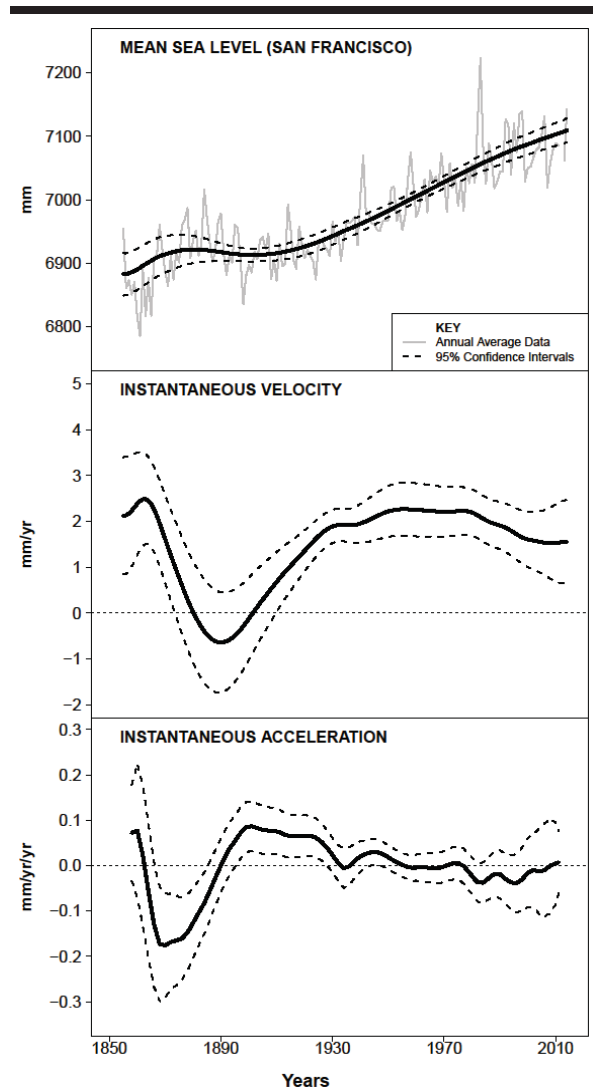 MEAN SEA LEVEL (SAN FRANCISCO)
7200
7100
7000
6900
6800
mm
KEY
Annual Average Data
95% Confidence Intervals
INSTANTANEOUS VELOCITY
5
4
3
2
1
0
−1
−2
mm/yr
INSTANTANEOUS ACCELERATION
0.3
0.2
0.1
0.0
−0.1
−0.2
−0.3
mm/yr/yr
1850 1890 1930 1970 2010
Years